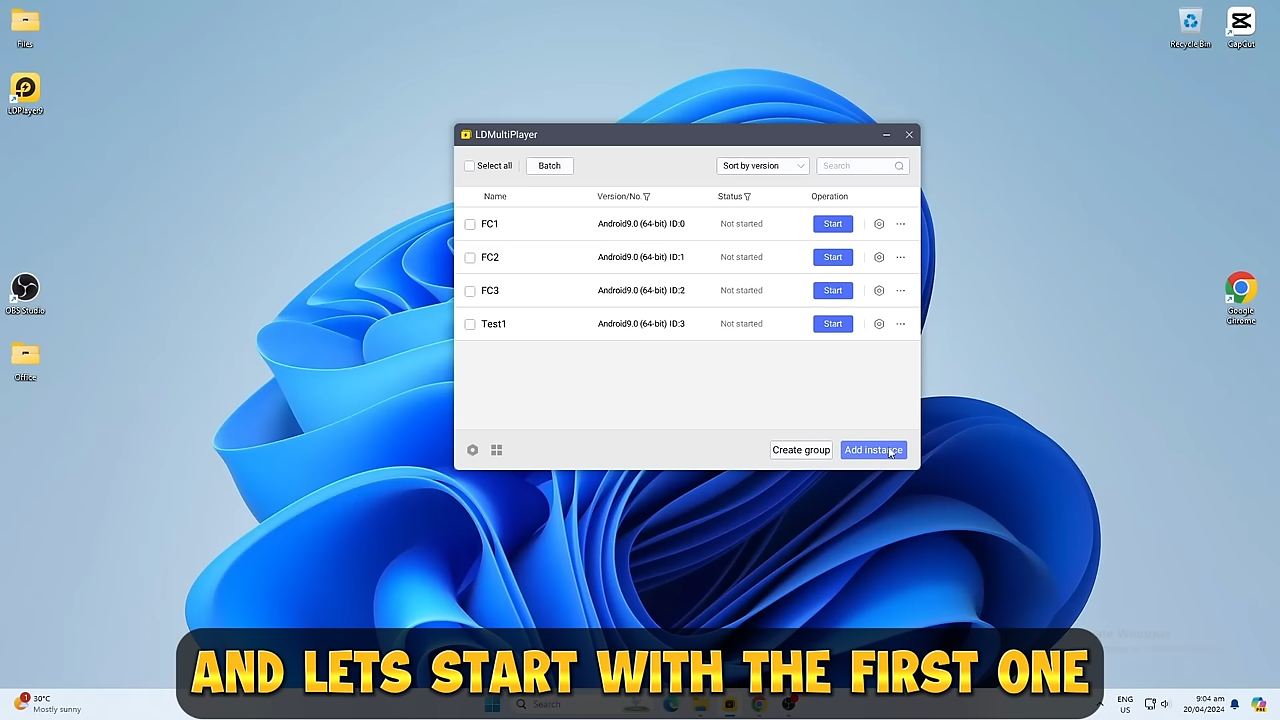 Files
LDPlayer9
OBS Studio
Office
Recycle Bin
CapCut
Google
Chrome
LDMultiPlayer
Select all
Batch
Sort by version
Search
Name
Version/No.
Status
Operation
FC1
Android9.0 (64-bit) ID:0
Not started
Start
FC2
Android9.0 (64-bit) ID:1
Not started
Start
FC3
Android9.0 (64-bit) ID:2
Not started
Start
Test1
Android9.0 (64-bit) ID:3
Not started
Start
Create group
Add instance
AND LETS START WITH THE FIRST ONE
1
30°C
Mostly sunny
Search
ENG
US
9:04 am
20/04/2024